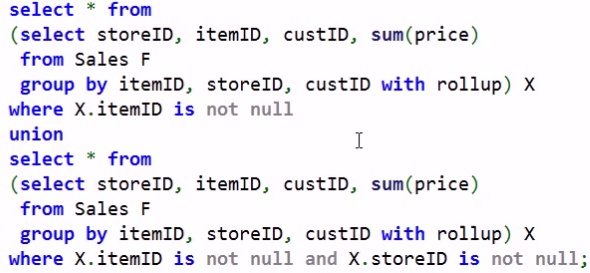 select * from
(select storeID, itemID, custID, sum(price)
from Sales F
group by itemID, storeID, custID with rollup) X
where X.itemID is not null
union
select * from
(select storeID, itemID, custID, sum(price)
from Sales F
group by itemID, storeID, custID with rollup) X
where X.itemID is not null and X.storeID is not null;